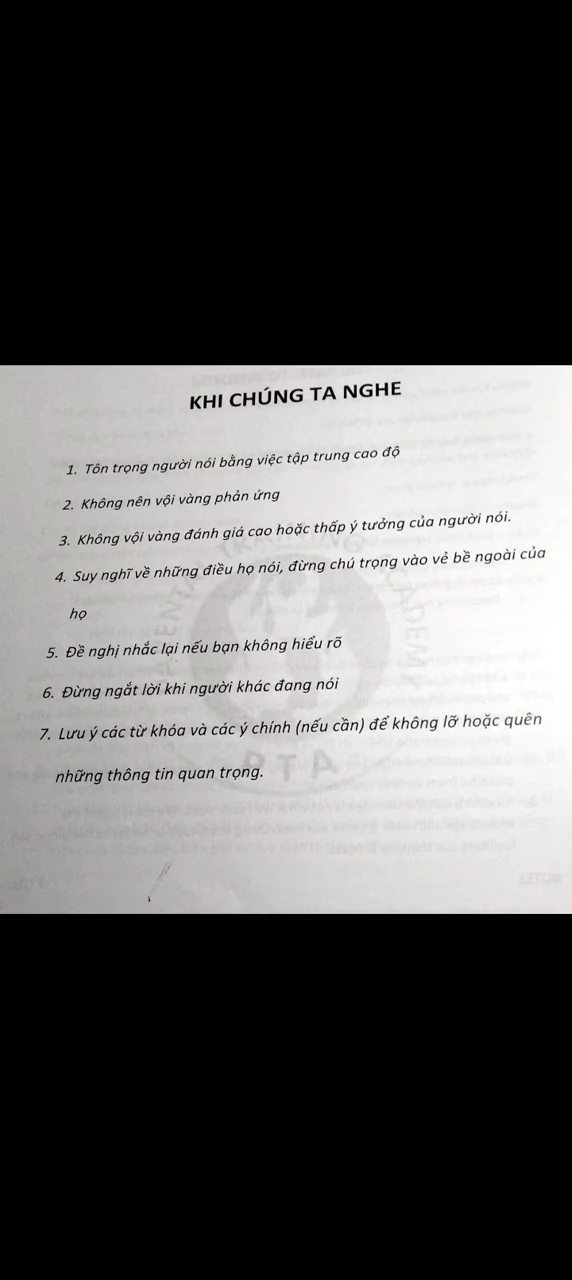 KHI CHÚNG TA NGHE
1. Tôn trọng người nói bằng việc tập trung cao độ
2. Không nên vội vàng phản ứng
3. Không vội vàng đánh giá cao hoặc thấp ý tưởng của người nói.
4. Suy nghĩ về những điều họ nói, đừng chú trọng vào vẻ bề ngoài của
họ
5. Đề nghị nhắc lại nếu bạn không hiểu rõ
6. Đừng ngắt lời khi người khác đang nói
7. Lưu ý các từ khóa và các ý chính (nếu cần) để không lỡ hoặc quên
những thông tin quan trọng.
PTA